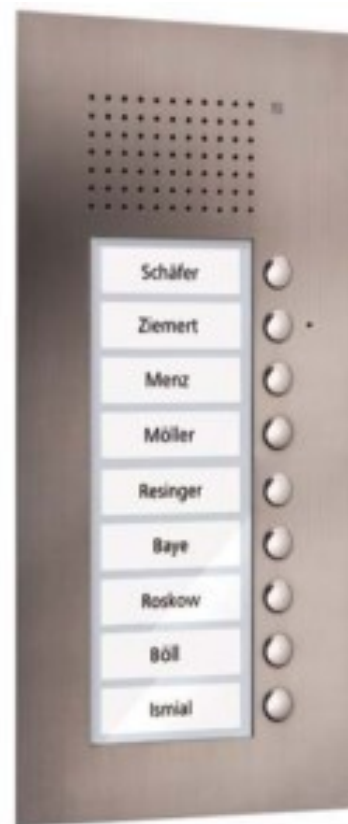 Schäfer
Ziemert
Menz
Möller
Resinger
Baye
Roskow
Böll
Ismial